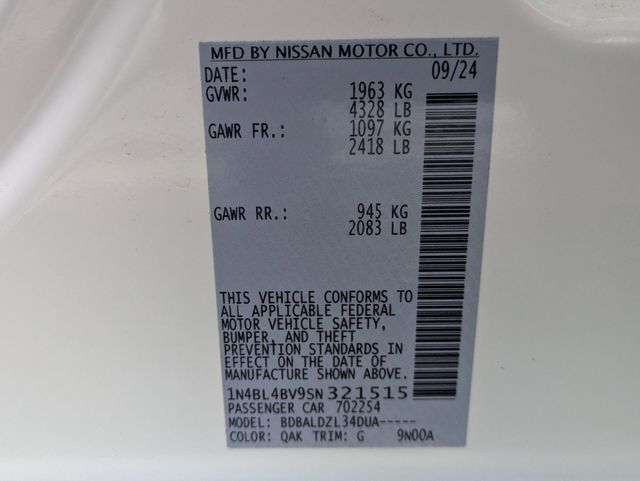 MFD BY NISSAN MOTOR CO., LTD.
DATE: 09/24
GVWR: 1963 KG
4328 LB
GAWR FR.: 1097 KG
2418 LB
GAWR RR.: 945 KG
2083 LB
THIS VEHICLE CONFORMS TO
ALL APPLICABLE FEDERAL
MOTOR VEHICLE SAFETY,
BUMPER, AND THEFT
PREVENTION STANDARDS IN
EFFECT ON THE DATE OF
MANUFACTURE SHOWN ABOVE.
1N4BL4BV9SN321515
PASSENGER CAR 702254
MODEL: BDBALDZL34DUA-----
COLOR: QAK TRIM: G 9N00A